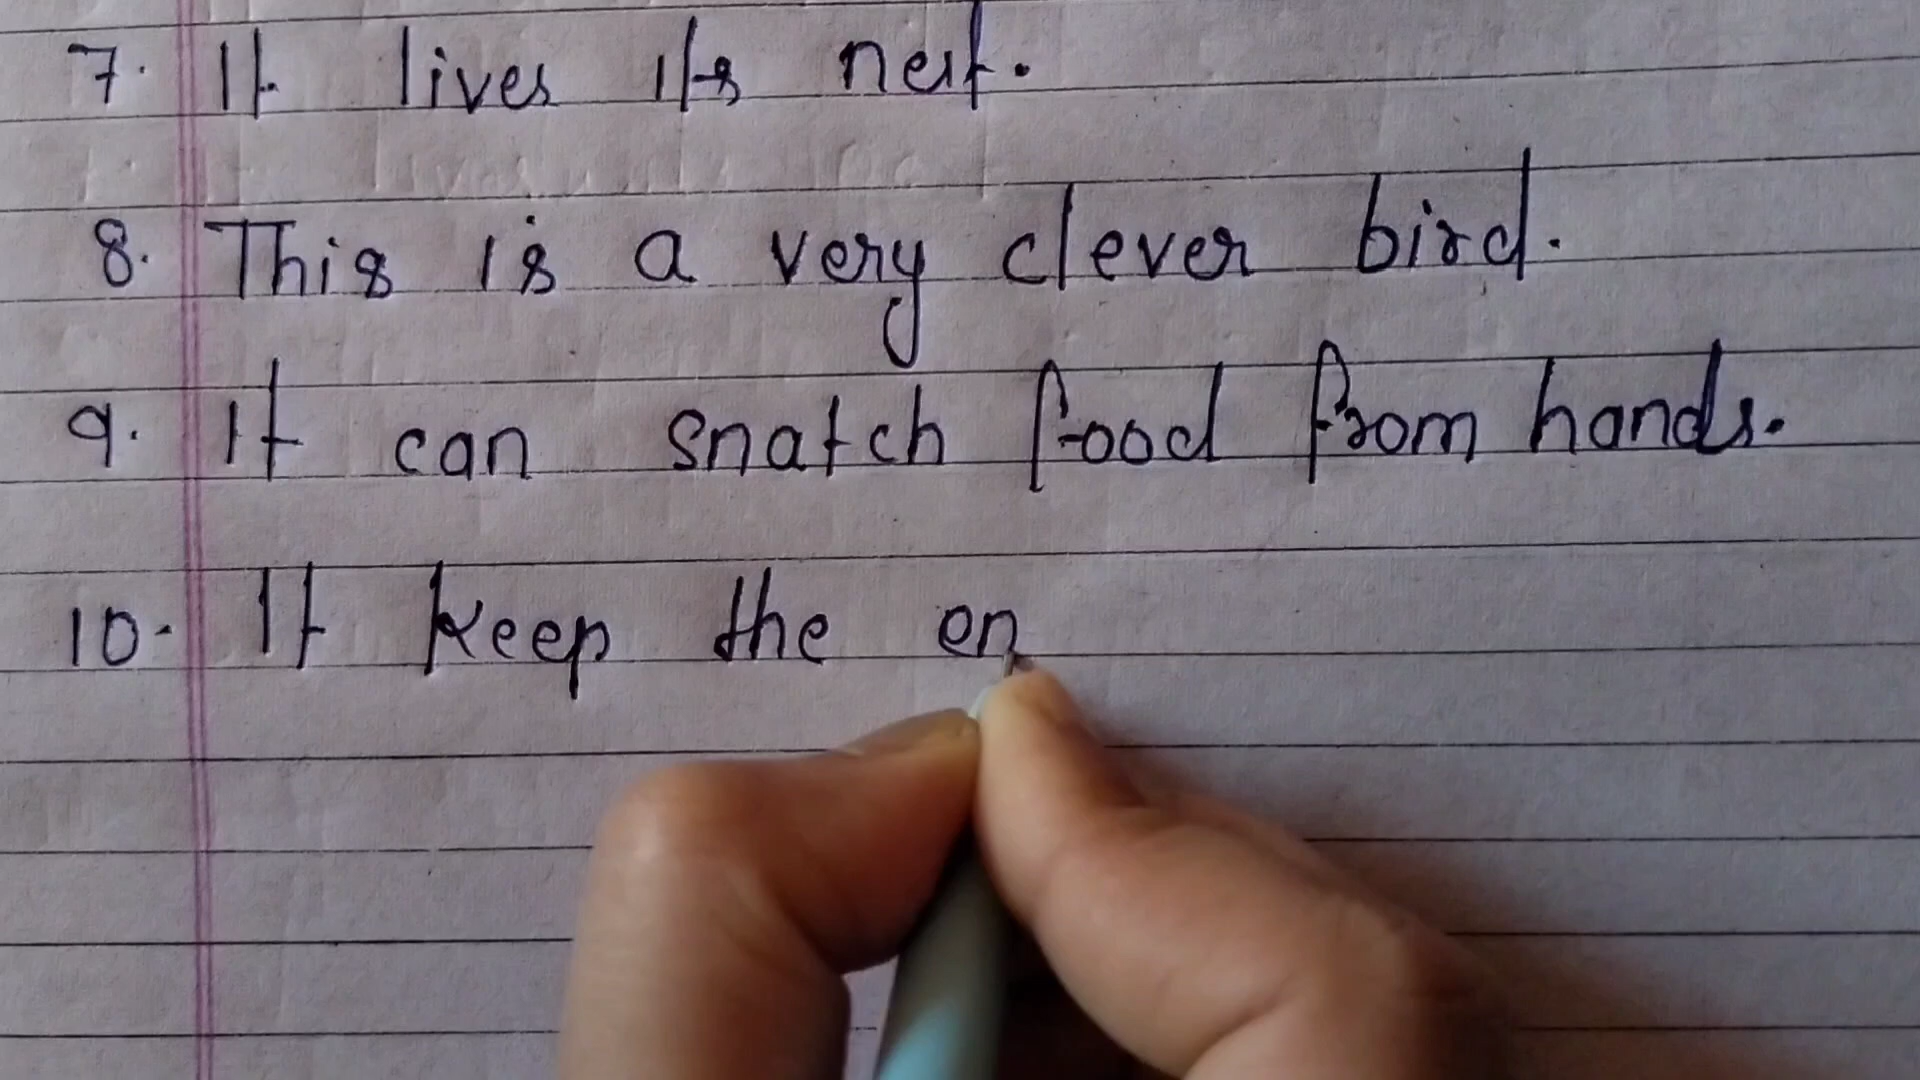 7. It lives its nest.
8. This is a very clever bird.
9. It can snatch food from hands.
10. It keep the en